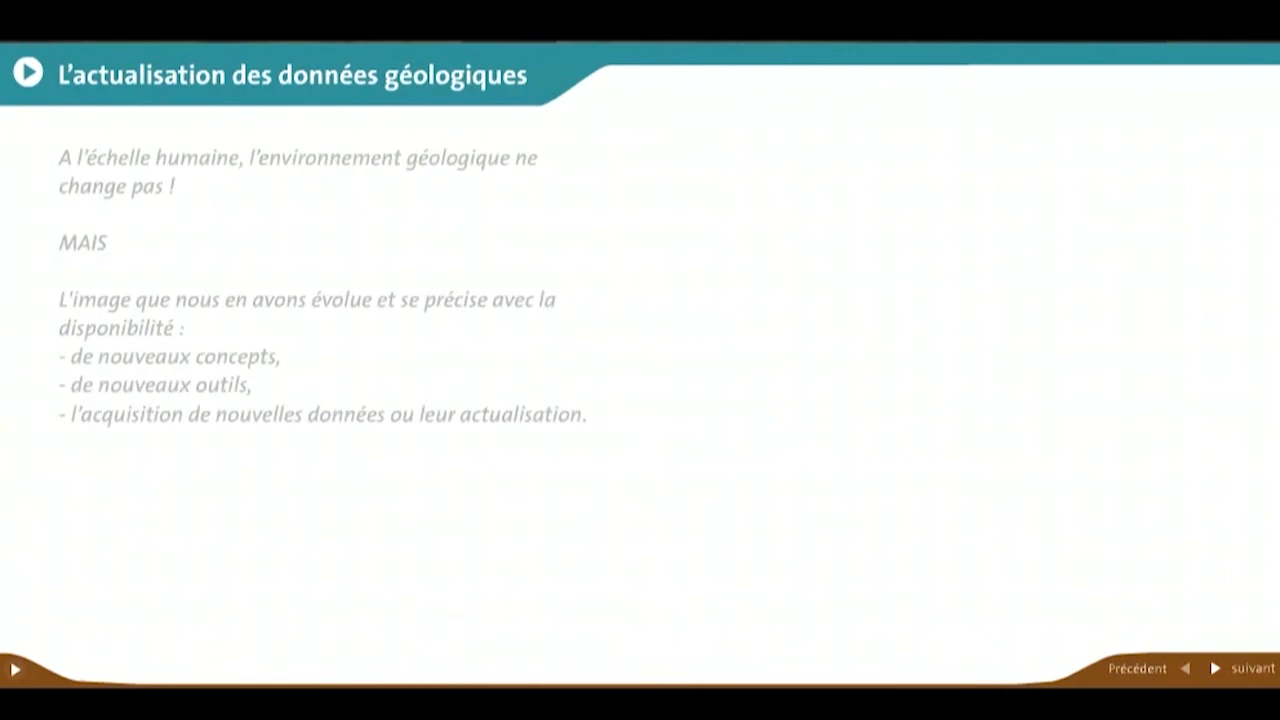 L’actualisation des données géologiques
A l’échelle humaine, l’environnement géologique ne
change pas !
MAIS
L'image que nous en avons évolue et se précise avec la
disponibilité :
- de nouveaux concepts,
- de nouveaux outils,
- l’acquisition de nouvelles données ou leur actualisation.
Précédent suivant